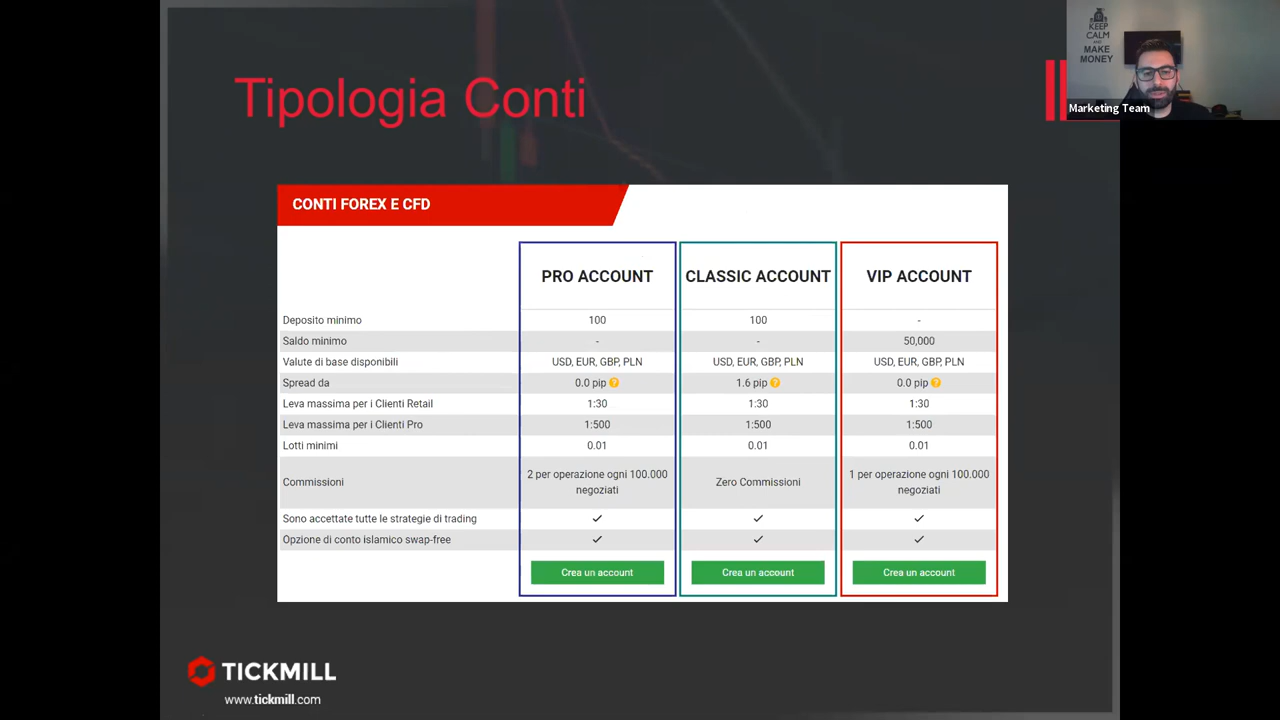 KEEP
CALM
AND
MAKE
MONEY
Marketing Team
Tipologia Conti
CONTI FOREX E CFD
PRO ACCOUNT CLASSIC ACCOUNT VIP ACCOUNT
Deposito minimo 100 100 -
Saldo minimo - - 50,000
Valute di base disponibili USD, EUR, GBP, PLN USD, EUR, GBP, PLN USD, EUR, GBP, PLN
Spread da 0.0 pip ? 1.6 pip ? 0.0 pip ?
Leva massima per i Clienti Retail 1:30 1:30 1:30
Leva massima per i Clienti Pro 1:500 1:500 1:500
Lotti minimi 0.01 0.01 0.01
Commissioni 2 per operazione ogni 100.000 negoziati Zero Commissioni 1 per operazione ogni 100.000 negoziati
Sono accettate tutte le strategie di trading ✓ ✓ ✓
Opzione di conto islamico swap-free ✓ ✓ ✓
Crea un account Crea un account Crea un account
TICKMILL
www.tickmill.com